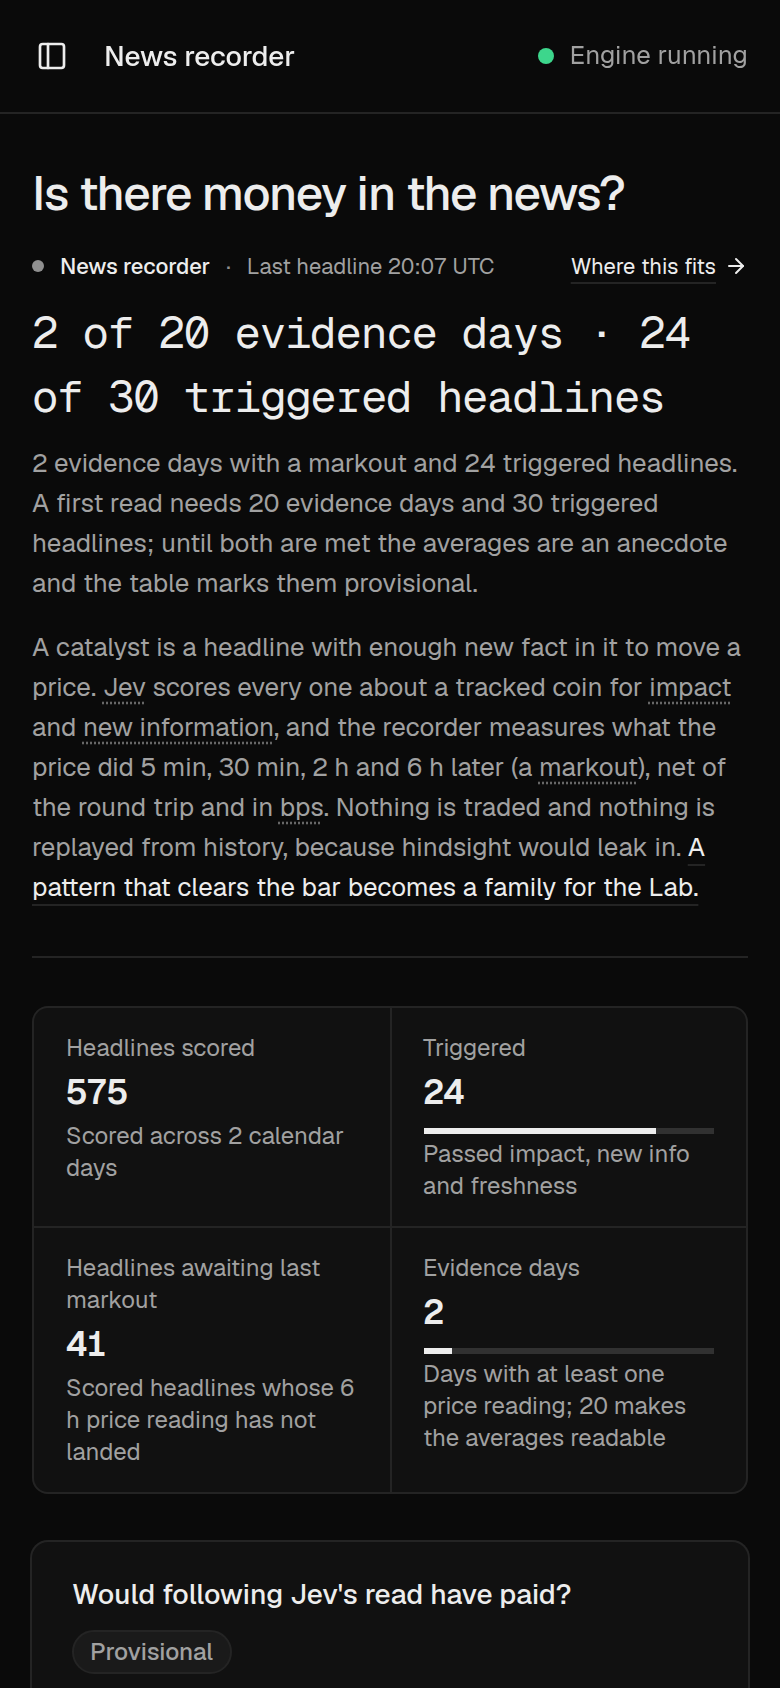 News recorder
Engine running
Is there money in the news?
News recorder · Last headline 20:07 UTC
Where this fits →
2 of 20 evidence days · 24
of 30 triggered headlines
2 evidence days with a markout and 24 triggered headlines.
A first read needs 20 evidence days and 30 triggered
headlines; until both are met the averages are an anecdote
and the table marks them provisional.
A catalyst is a headline with enough new fact in it to move a
price. Jev scores every one about a tracked coin for impact
and new information, and the recorder measures what the
price did 5 min, 30 min, 2 h and 6 h later (a markout), net of
the round trip and in bps. Nothing is traded and nothing is
replayed from history, because hindsight would leak in. A
pattern that clears the bar becomes a family for the Lab.
Headlines scored
575
Scored across 2 calendar
days
Triggered
24
Passed impact, new info
and freshness
Headlines awaiting last
markout
41
Scored headlines whose 6
h price reading has not
landed
Evidence days
2
Days with at least one
price reading; 20 makes
the averages readable
Would following Jev's read have paid?
Provisional